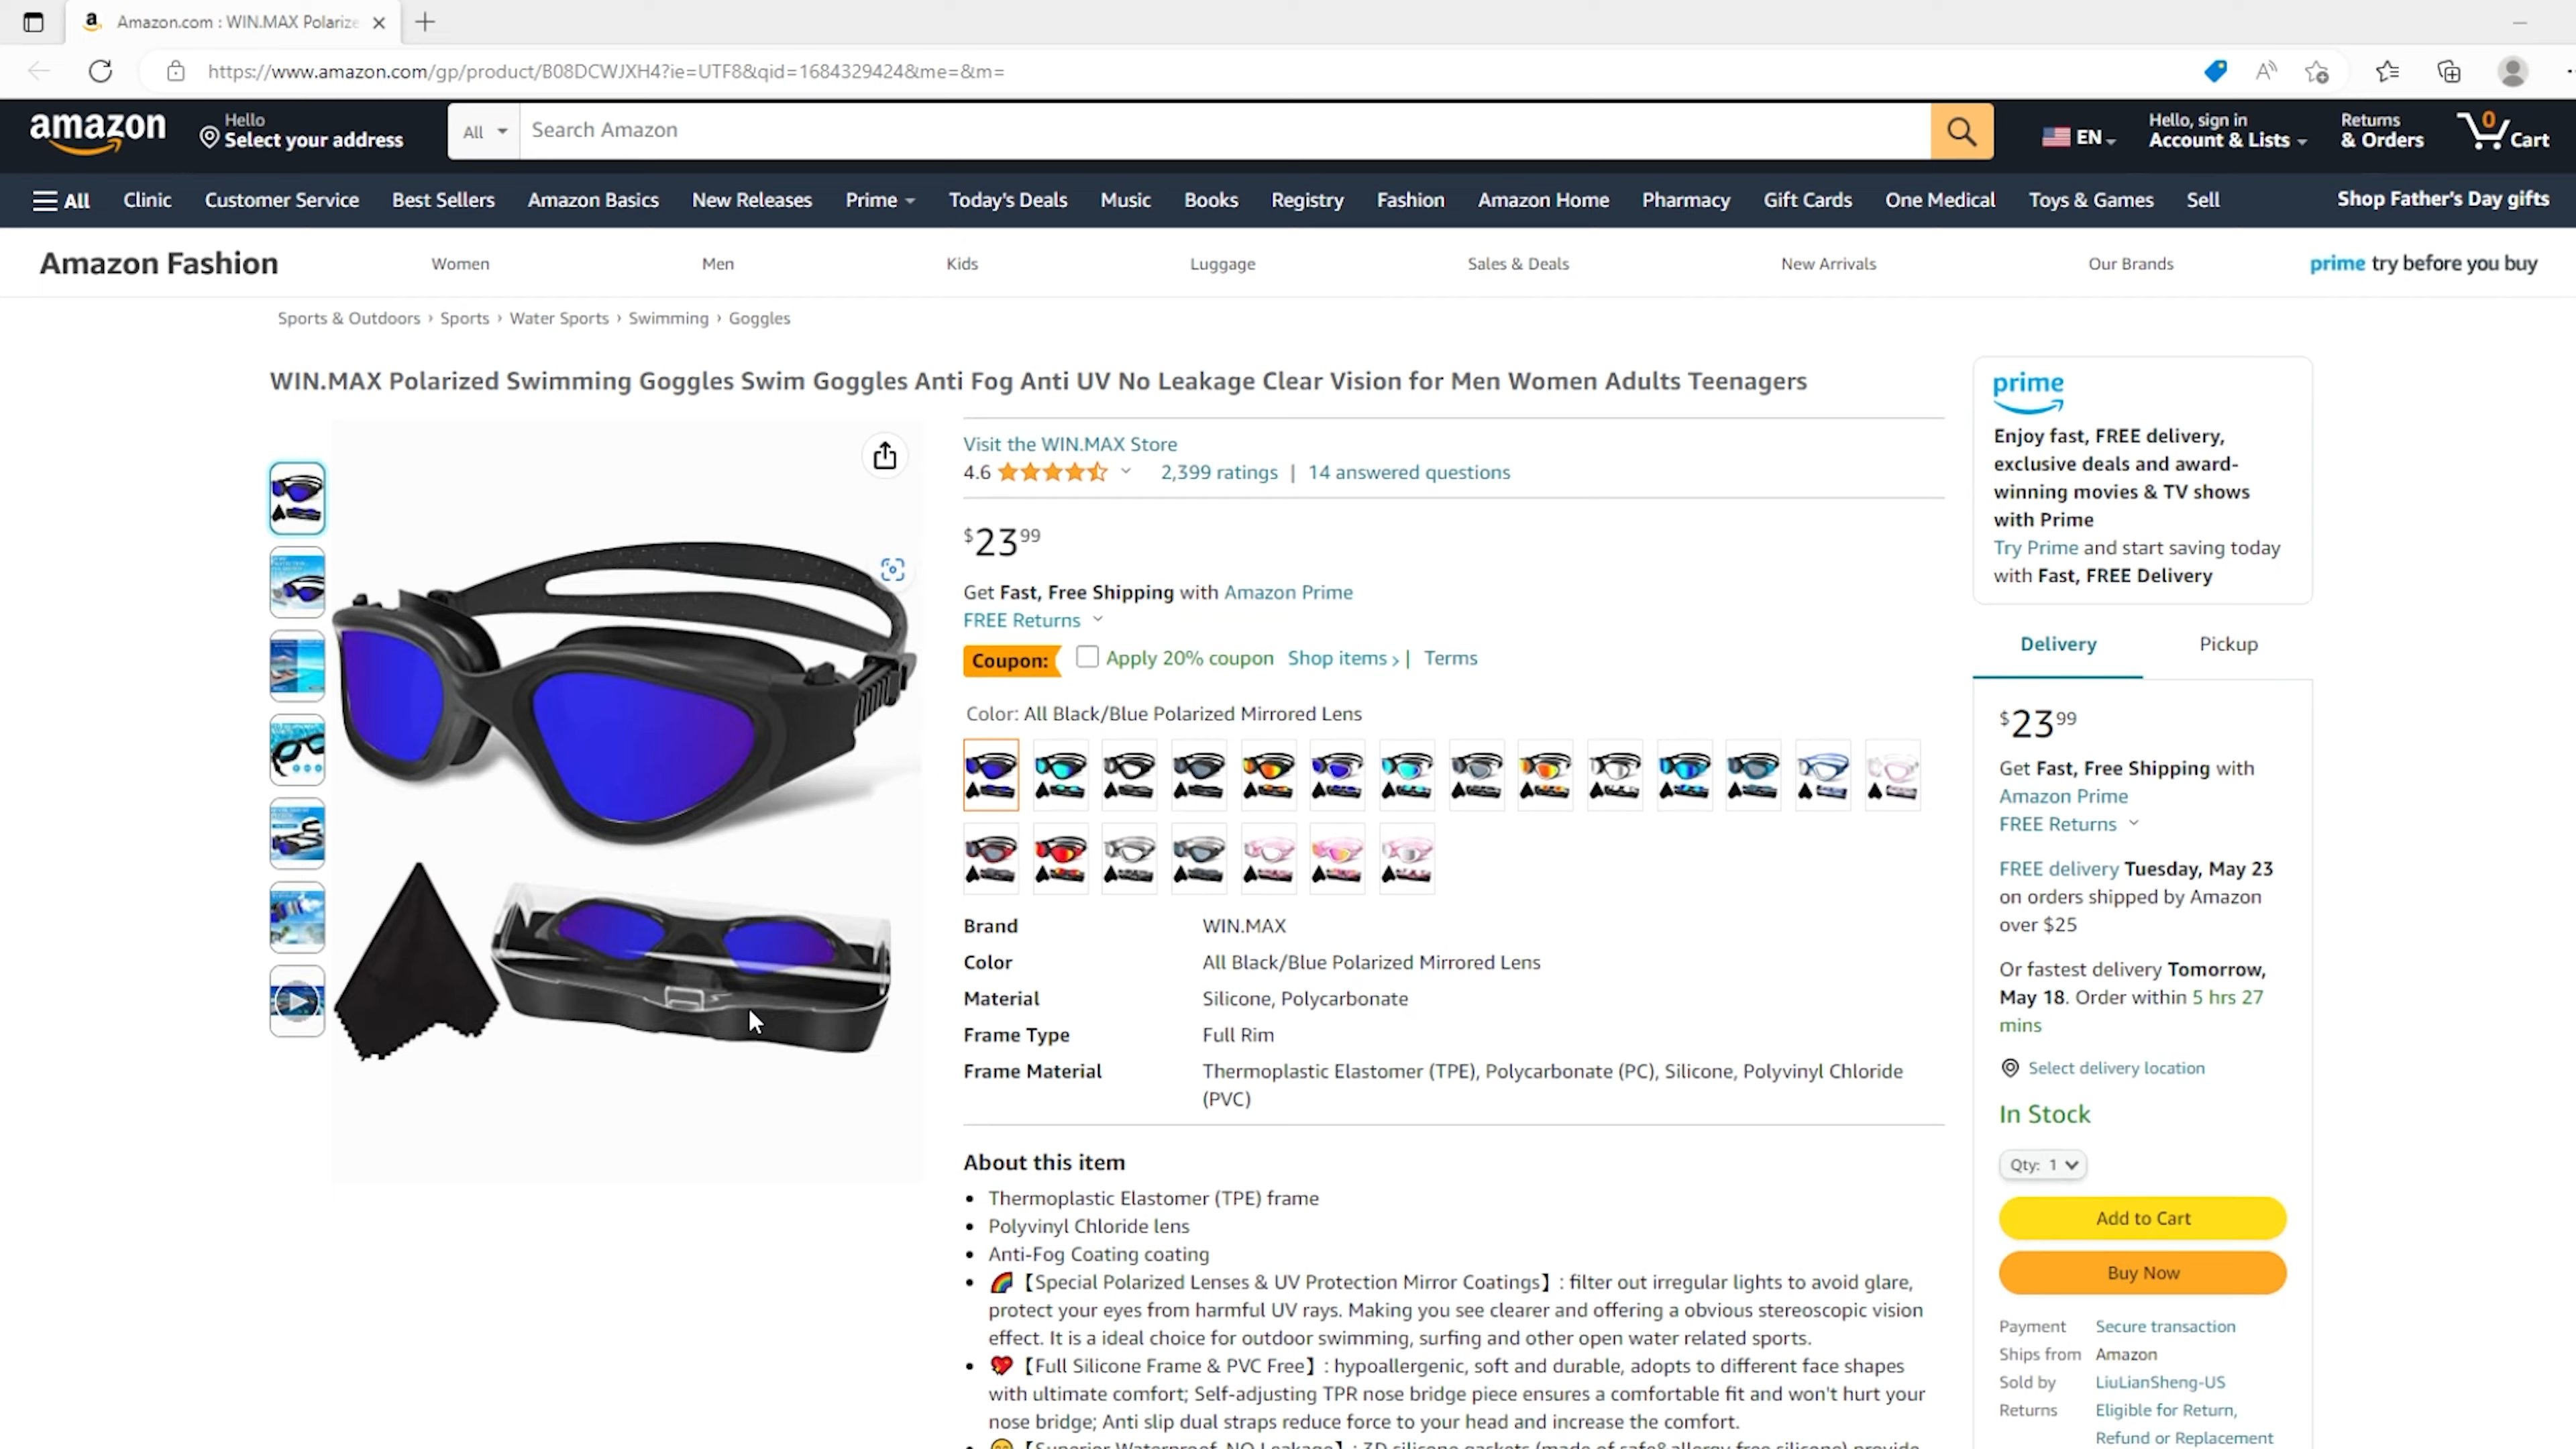 Amazon.com : WIN.MAX Polarize
https://www.amazon.com/gp/product/B08DCWJXH4?ie=UTF8&qid=1684329424&me=&m=
amazon
Hello
Select your address
All
Search Amazon
EN
Hello, sign in
Account & Lists
Returns
& Orders
0
Cart
All Clinic Customer Service Best Sellers Amazon Basics New Releases Prime Today's Deals Music Books Registry Fashion Amazon Home Pharmacy Gift Cards One Medical Toys & Games Sell Shop Father's Day gifts
Amazon Fashion Women Men Kids Luggage Sales & Deals New Arrivals Our Brands prime try before you buy
Sports & Outdoors › Sports › Water Sports › Swimming › Goggles
WIN.MAX Polarized Swimming Goggles Swim Goggles Anti Fog Anti UV No Leakage Clear Vision for Men Women Adults Teenagers
Visit the WIN.MAX Store
4.6 2,399 ratings | 14 answered questions
$23 99
Get Fast, Free Shipping with Amazon Prime
FREE Returns
Coupon: Apply 20% coupon Shop items › | Terms
Color: All Black/Blue Polarized Mirrored Lens
Brand WIN.MAX
Color All Black/Blue Polarized Mirrored Lens
Material Silicone, Polycarbonate
Frame Type Full Rim
Frame Material Thermoplastic Elastomer (TPE), Polycarbonate (PC), Silicone, Polyvinyl Chloride
(PVC)
About this item
• Thermoplastic Elastomer (TPE) frame
• Polyvinyl Chloride lens
• Anti-Fog Coating coating
• 🌈【Special Polarized Lenses & UV Protection Mirror Coatings】: filter out irregular lights to avoid glare,
protect your eyes from harmful UV rays. Making you see clearer and offering a obvious stereoscopic vision
effect. It is a ideal choice for outdoor swimming, surfing and other open water related sports.
• 💖【Full Silicone Frame & PVC Free】: hypoallergenic, soft and durable, adopts to different face shapes
with ultimate comfort; Self-adjusting TPR nose bridge piece ensures a comfortable fit and won't hurt your
nose bridge; Anti slip dual straps reduce force to your head and increase the comfort.
【Superior Waterproof, NO Leakage】: 3D silicone gaskets (made of safe& allergy free silicone) provide
prime
Enjoy fast, FREE delivery,
exclusive deals and award-
winning movies & TV shows
with Prime
Try Prime and start saving today
with Fast, FREE Delivery
Delivery Pickup
$23 99
Get Fast, Free Shipping with
Amazon Prime
FREE Returns
FREE delivery Tuesday, May 23
on orders shipped by Amazon
over $25
Or fastest delivery Tomorrow,
May 18. Order within 5 hrs 27
mins
Select delivery location
In Stock
Qty: 1
Add to Cart
Buy Now
Payment Secure transaction
Ships from Amazon
Sold by LiuLianSheng-US
Returns Eligible for Return,
Refund or Replacement